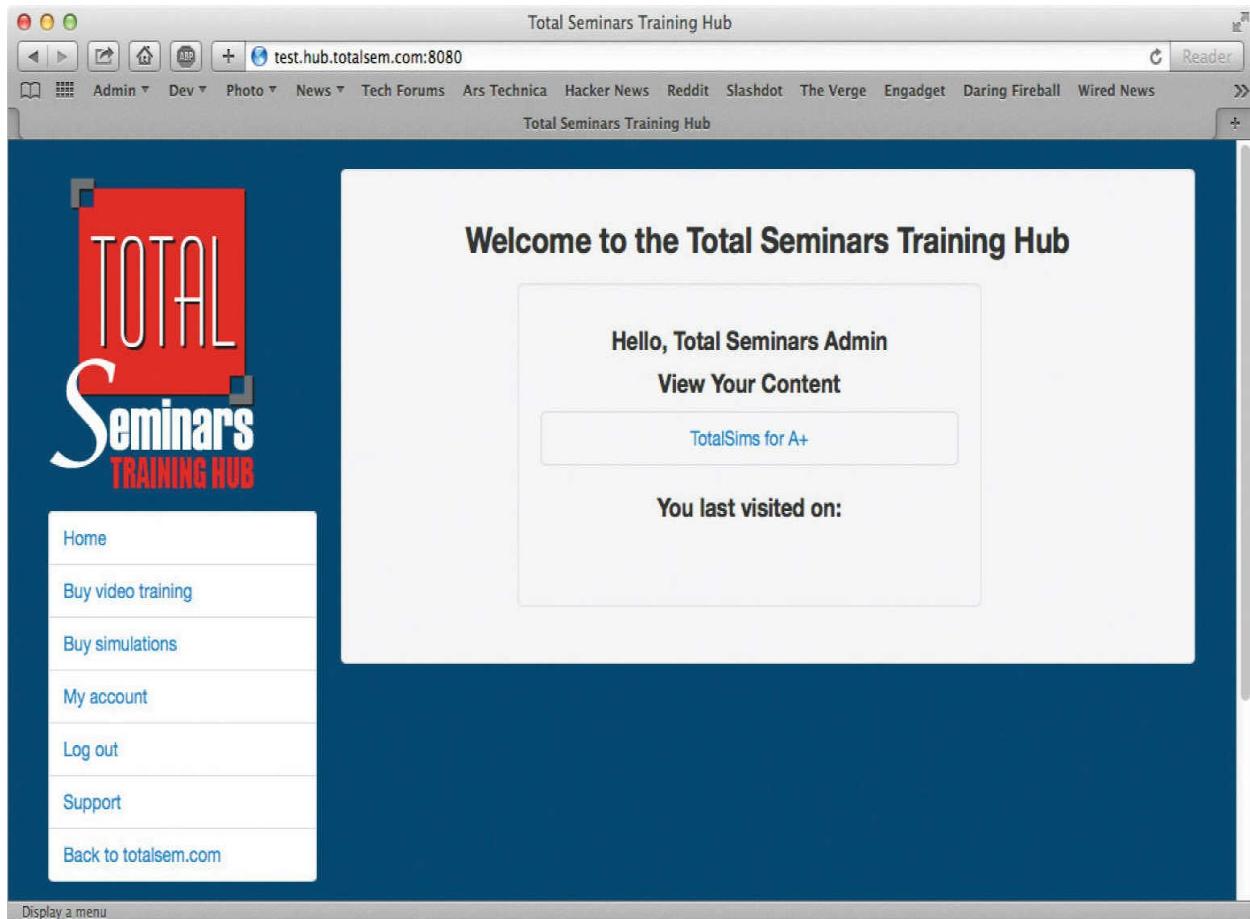 Total Seminars Training Hub
ABP + test.hub.totalsem.com:8080 Reader
Admin Dev Photo News Tech Forums Ars Technica Hacker News Reddit Slashdot The Verge Engadget Daring Fireball Wired News
Total Seminars Training Hub
TOTAL
Seminars
TRAINING HUB
Home
Buy video training
Buy simulations
My account
Log out
Support
Back to totalsem.com
Welcome to the Total Seminars Training Hub
Hello, Total Seminars Admin
View Your Content
TotalSims for A+
You last visited on:
Display a menu